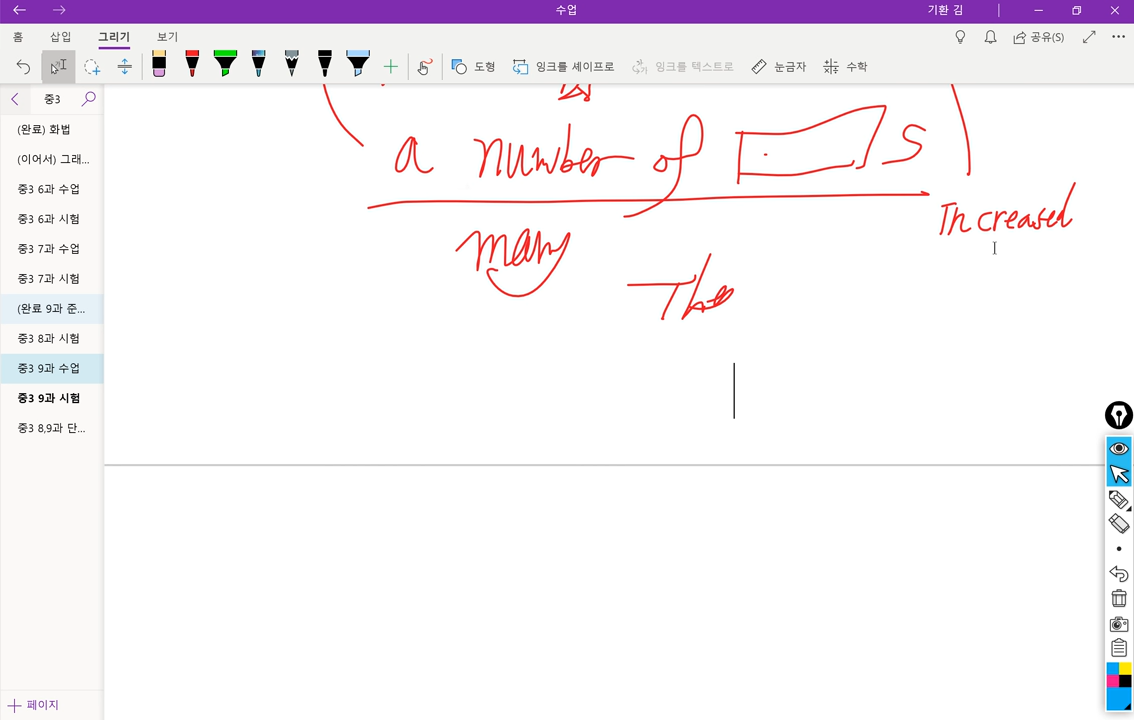 수업
기환 김
홈 삽입 그리기 보기
공유(S)
도형 잉크를 셰이프로 잉크를 텍스트로 눈금자 수학
중3
(완료) 화법
(이어서) 그래...
중3 6과 수업
중3 6과 시험
중3 7과 수업
중3 7과 시험
(완료 9과 준...
중3 8과 시험
중3 9과 수업
중3 9과 시험
중3 8,9과 단...
페이지
a number of s
Increased
many